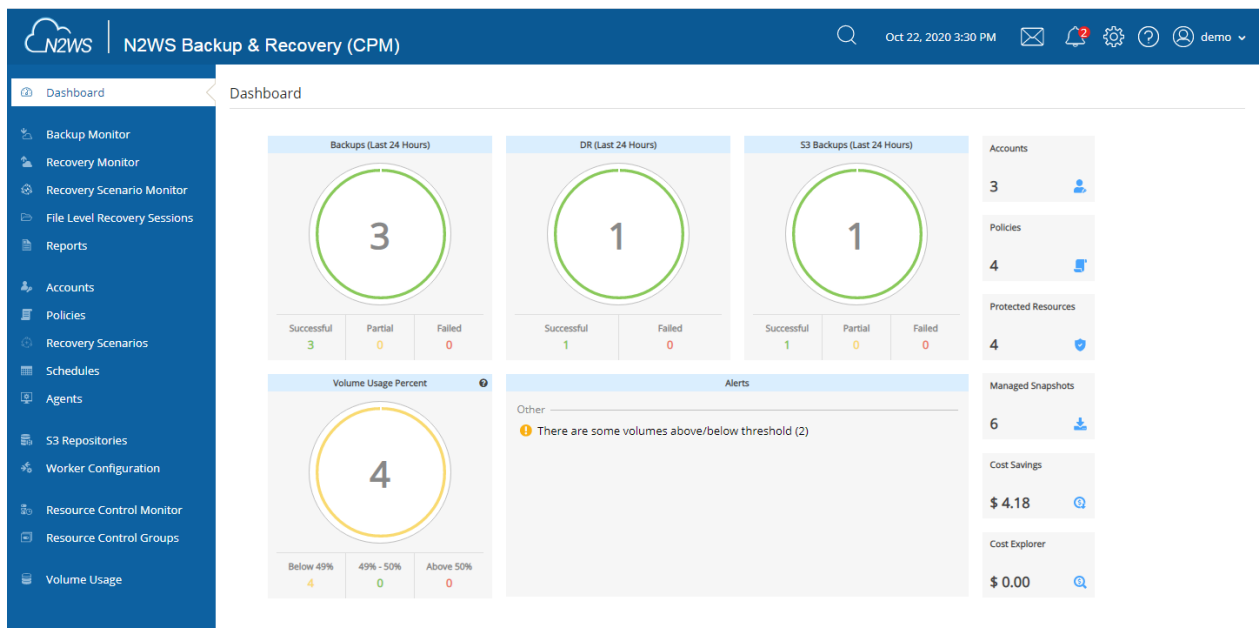 N2WS N2WS Backup & Recovery (CPM) Oct 22, 2020 3:30 PM 2 ? demo
Dashboard
Backup Monitor
Recovery Monitor
Recovery Scenario Monitor
File Level Recovery Sessions
Reports
Accounts
Policies
Recovery Scenarios
Schedules
Agents
S3 Repositories
Worker Configuration
Resource Control Monitor
Resource Control Groups
Volume Usage
Dashboard
Backups (Last 24 Hours)
3
Successful Partial Failed
3 0 0
DR (Last 24 Hours)
1
Successful Failed
1 0
S3 Backups (Last 24 Hours)
1
Successful Partial Failed
1 0 0
Volume Usage Percent ?
4
Below 49% 49% - 50% Above 50%
4 0 0
Alerts
Other
! There are some volumes above/below threshold (2)
Accounts
3
Policies
4
Protected Resources
4
Managed Snapshots
6
Cost Savings
$ 4.18
Cost Explorer
$ 0.00